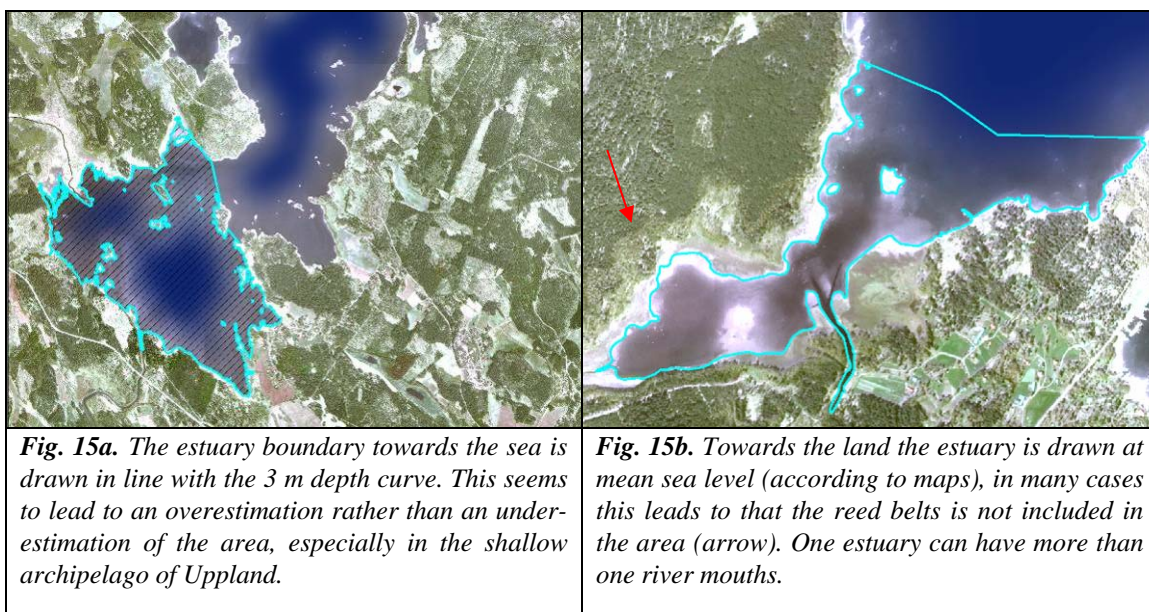 Fig. 15a. The estuary boundary towards the sea is
drawn in line with the 3 m depth curve. This seems
to lead to an overestimation rather than an under-
estimation of the area, especially in the shallow
archipelago of Uppland.
Fig. 15b. Towards the land the estuary is drawn at
mean sea level (according to maps), in many cases
this leads to that the reed belts is not included in
the area (arrow). One estuary can have more than
one river mouths.